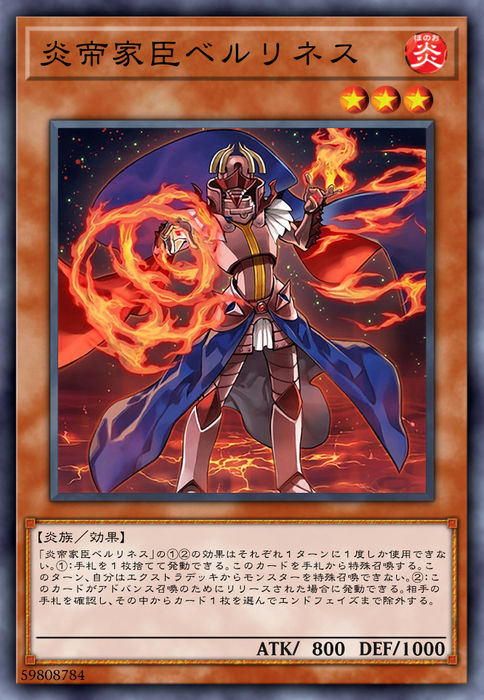 炎帝家臣ベルリネス
ほのお
炎
【炎族／効果】
「炎帝家臣ベルリネス」の①②の効果はそれぞれ１ターンに１度しか使用できな
い。①：手札を１枚捨てて発動できる。このカードを手札から特殊召喚する。こ
のターン、自分はエクストラデッキからモンスターを特殊召喚できない。②：こ
のカードがアドバンス召喚のためにリリースされた場合に発動できる。相手の
手札を確認し、その中からカード１枚を選んでエンドフェイズまで除外する。
ATK/ 800 DEF/1000
59808784